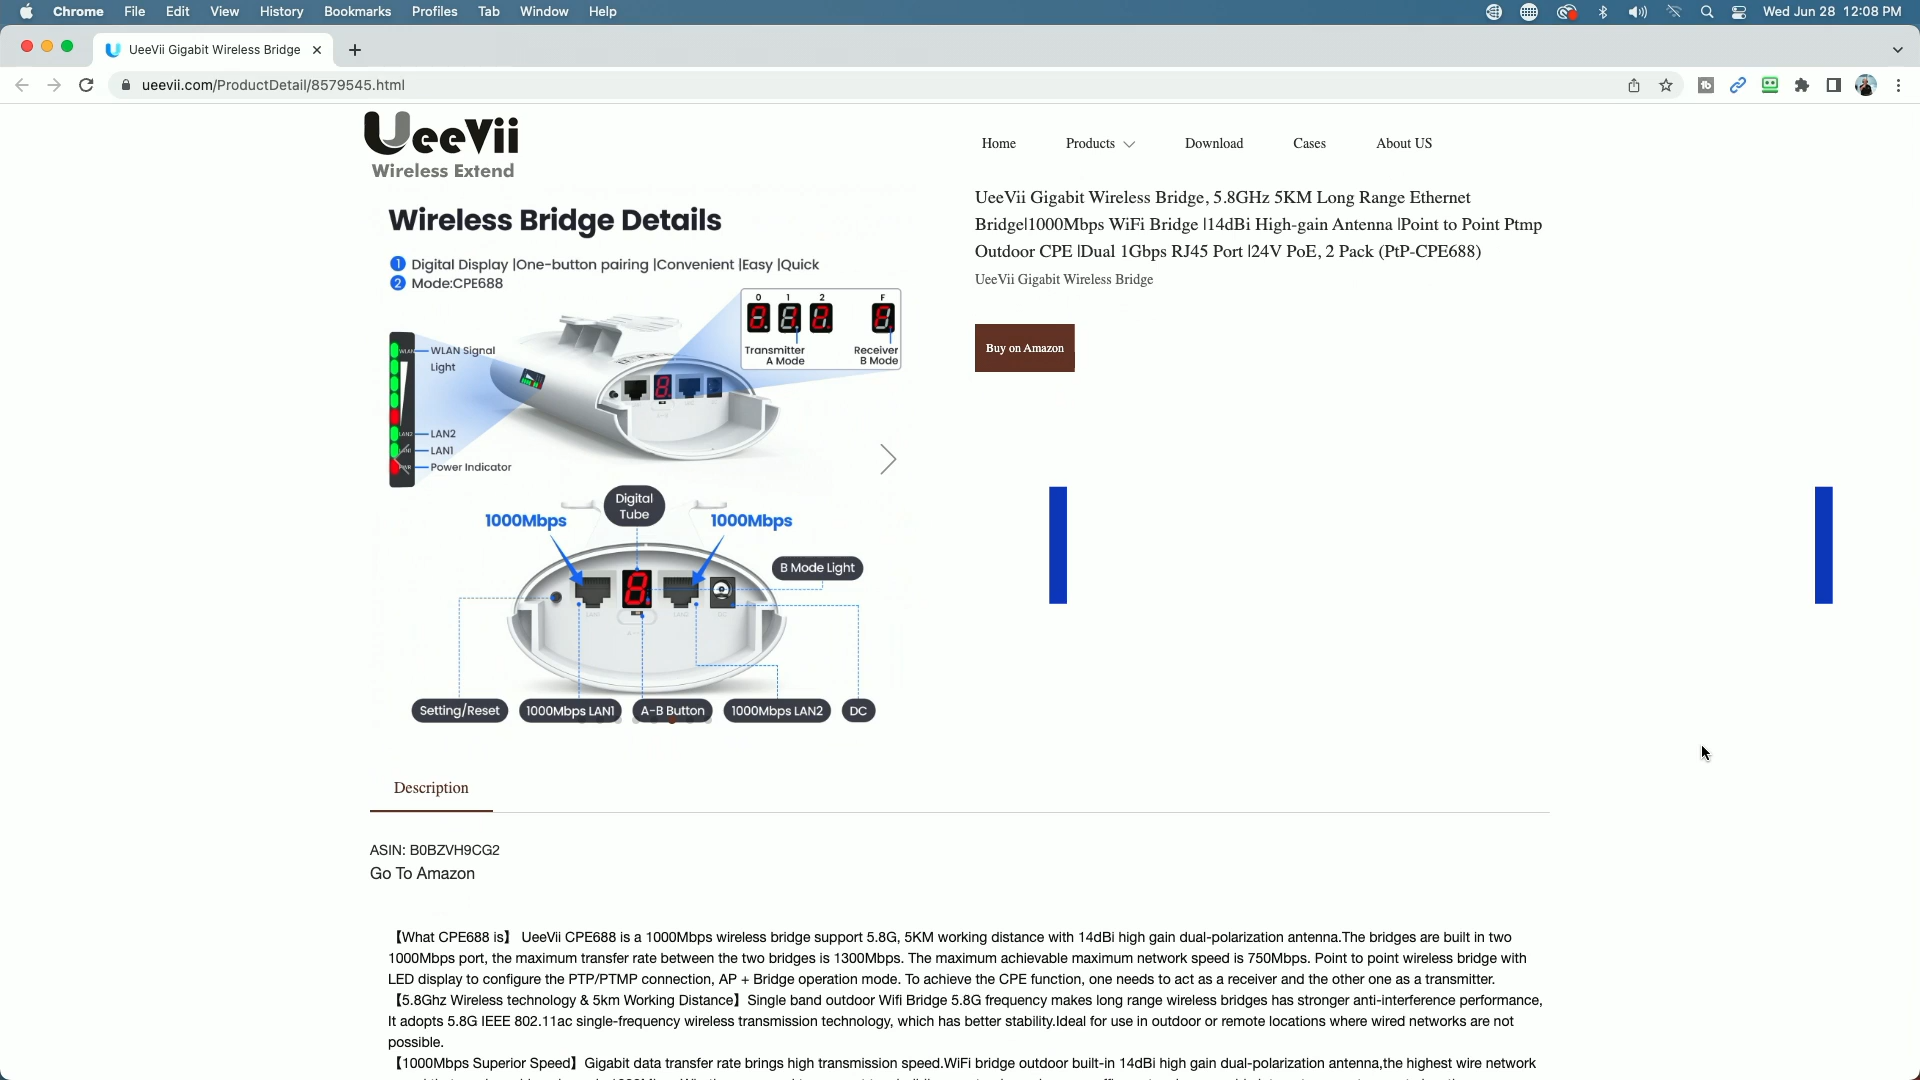 Chrome File Edit View History Bookmarks Profiles Tab Window Help
Wed Jun 28 12:08 PM
UeeVii Gigabit Wireless Bridge
ueevii.com/ProductDetail/8579545.html
UeeVii
Wireless Extend
Home Products Download Cases About US
Wireless Bridge Details
1 Digital Display |One-button pairing |Convenient |Easy |Quick
2 Mode:CPE688
0 1 2 F
Transmitter
A Mode
Receiver
B Mode
WLAN Signal
Light
WLAN
LAN2
LAN2
LAN1
LAN1
Power Indicator
PWR
Digital
Tube
1000Mbps
1000Mbps
B Mode Light
Setting/Reset
1000Mbps LAN1
A-B Button
1000Mbps LAN2
DC
UeeVii Gigabit Wireless Bridge, 5.8GHz 5KM Long Range Ethernet
Bridge|1000Mbps WiFi Bridge |14dBi High-gain Antenna |Point to Point Ptmp
Outdoor CPE |Dual 1Gbps RJ45 Port |24V PoE, 2 Pack (PtP-CPE688)
UeeVii Gigabit Wireless Bridge
Buy on Amazon
Description
ASIN: B0BZVH9CG2
Go To Amazon
【What CPE688 is】 UeeVii CPE688 is a 1000Mbps wireless bridge support 5.8G, 5KM working distance with 14dBi high gain dual-polarization antenna.The bridges are built in two
1000Mbps port, the maximum transfer rate between the two bridges is 1300Mbps. The maximum achievable maximum network speed is 750Mbps. Point to point wireless bridge with
LED display to configure the PTP/PTMP connection, AP + Bridge operation mode. To achieve the CPE function, one needs to act as a receiver and the other one as a transmitter.
【5.8Ghz Wireless technology & 5km Working Distance】Single band outdoor Wifi Bridge 5.8G frequency makes long range wireless bridges has stronger anti-interference performance,
It adopts 5.8G IEEE 802.11ac single-frequency wireless transmission technology, which has better stability.Ideal for use in outdoor or remote locations where wired networks are not
possible.
【1000Mbps Superior Speed】Gigabit data transfer rate brings high transmission speed.WiFi bridge outdoor built-in 14dBi high gain dual-polarization antenna,the highest wire network